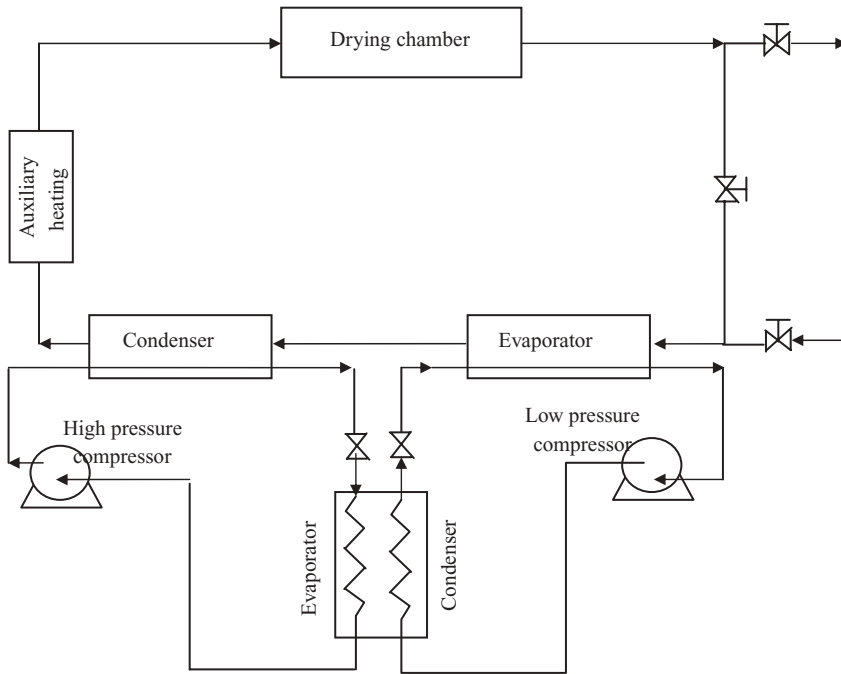 Drying chamber
Auxiliary
heating
Condenser
Evaporator
High pressure
compressor
Low pressure
compressor
Evaporator
Condenser